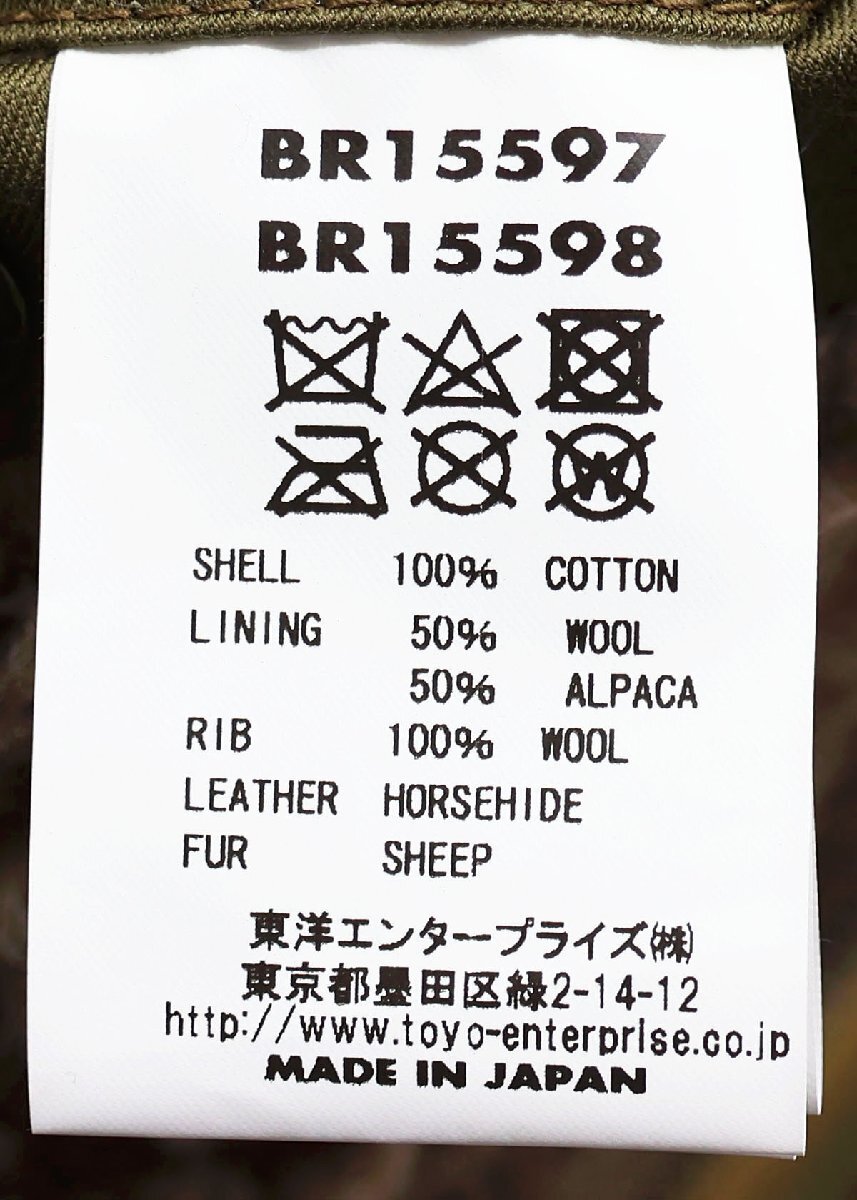 BR15597
BR15598
W
SHELL 100% COTTON
LINING 50% WOOL
50% ALPACA
RIB 100% WOOL
LEATHER HORSEHIDE
FUR SHEEP
東洋エンタープライズ㈱
東京都墨田区緑2-14-12
http://www.toyo-enterprise.co.jp
MADE IN JAPAN